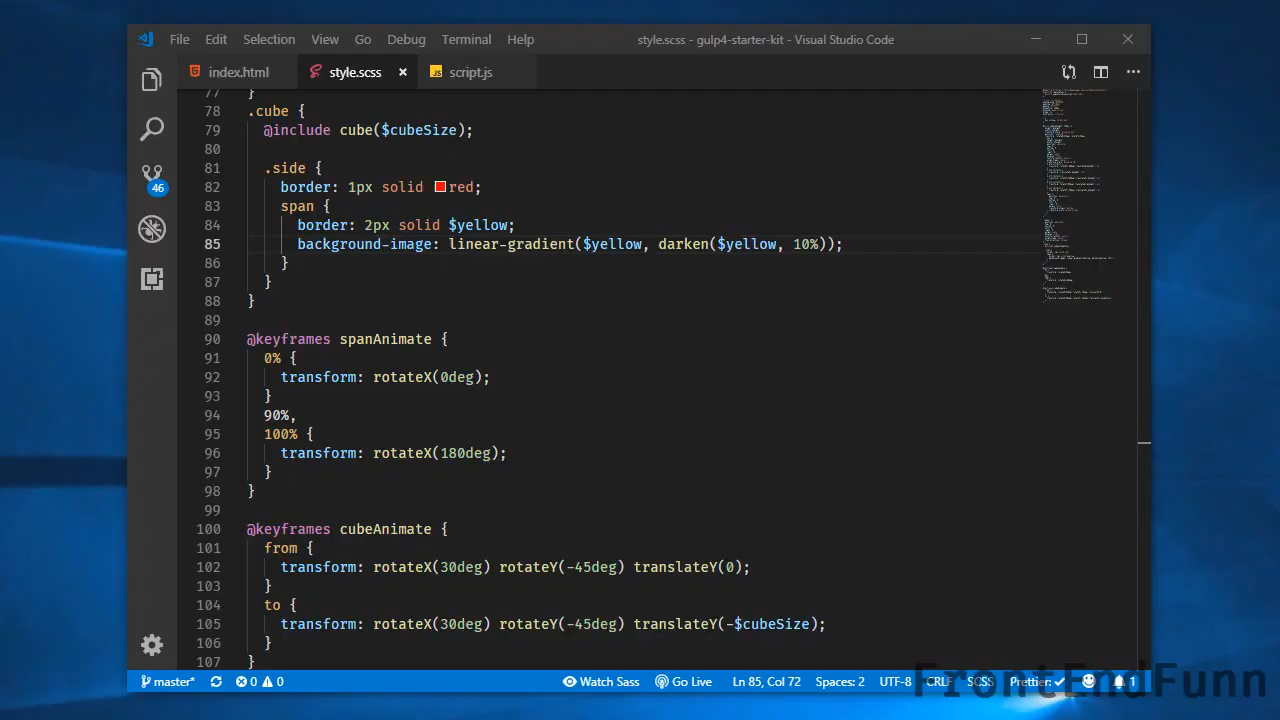 File Edit Selection View Go Debug Terminal Help style.scss - gulp4-starter-kit - Visual Studio Code
index.html style.scss script.js
77 }
78 .cube {
79 @include cube($cubeSize);
80
81 .side {
82 border: 1px solid red;
83 span {
84 border: 2px solid $yellow;
85 background-image: linear-gradient($yellow, darken($yellow, 10%));
86 }
87 }
88 }
89
90 @keyframes spanAnimate {
91 0% {
92 transform: rotateX(0deg);
93 }
94 90%,
95 100% {
96 transform: rotateX(180deg);
97 }
98 }
99
100 @keyframes cubeAnimate {
101 from {
102 transform: rotateX(30deg) rotateY(-45deg) translateY(0);
103 }
104 to {
105 transform: rotateX(30deg) rotateY(-45deg) translateY(-$cubeSize);
106 }
107 }
46
master* 0 0 Watch Sass Go Live Ln 85, Col 72 Spaces: 2 UTF-8 CRLF SCSS Prettier: ✓ 1
FrontEndFunn